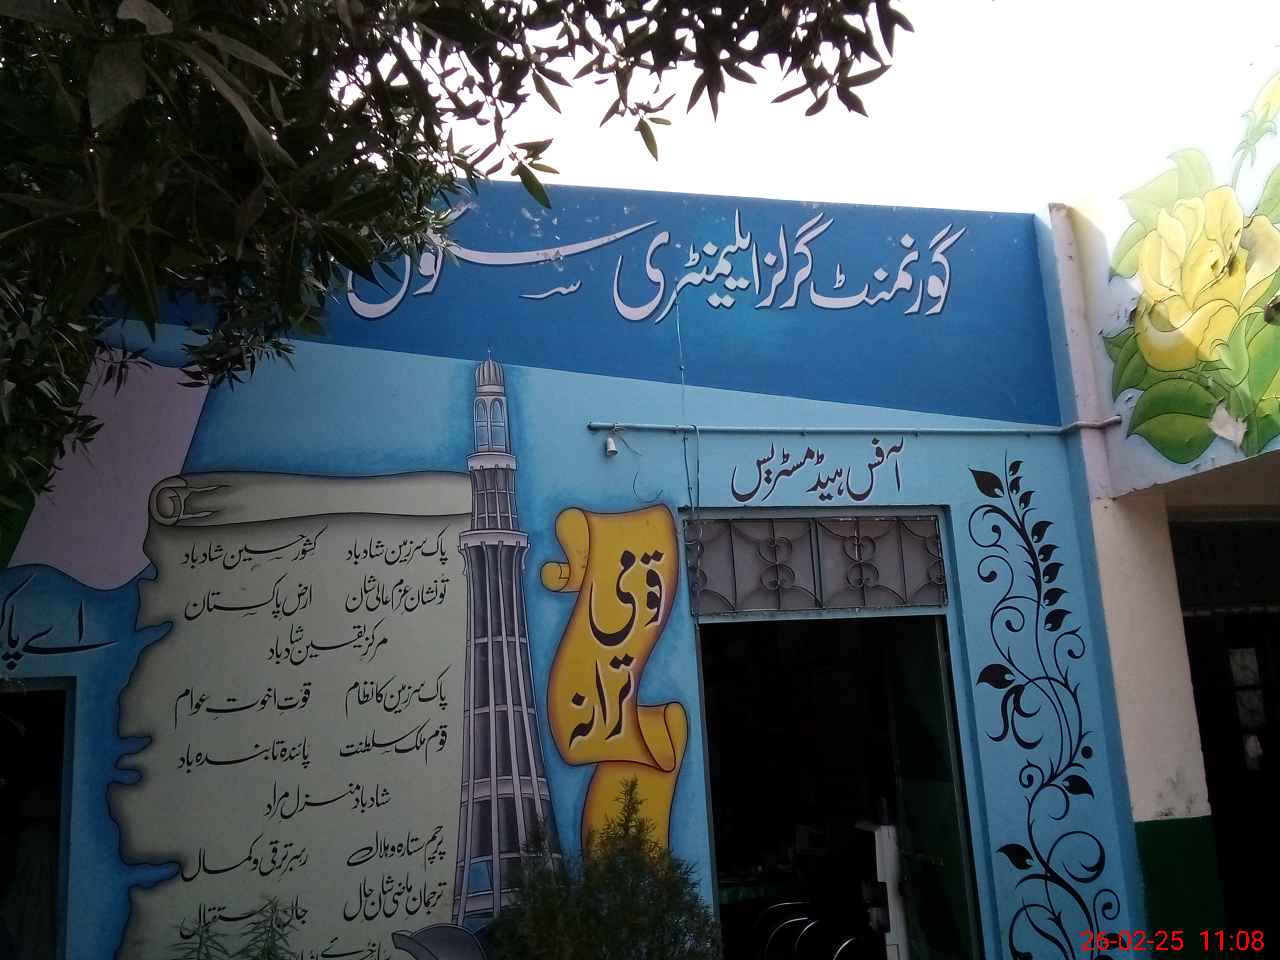 گورنمنٹ گرلز ایلیمنٹری سکول
آفس ہیڈ مسٹریس
قومی
ترانہ
پاک سرزمین شاد باد کشور حسین شاد باد
تو نشان عزم عالی شان ارض پاکستان
مرکز یقین شاد باد
پاک سرزمین کا نظام قوت اخوت عوام
قوم ملک سلطنت پائندہ تابندہ باد
شاد باد منزل مراد
پرچم ستارہ و ہلال رہبر ترقی و کمال
ترجمان ماضی شان حال جان استقبال
اے
26-02-25 11:08